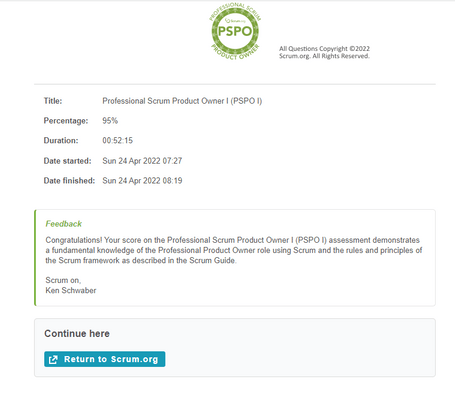 PROFESSIONAL SCRUM
Scrum.org
PSPO
PRODUCT OWNER
All Questions Copyright ©2022
Scrum.org. All Rights Reserved.
Title: Professional Scrum Product Owner I (PSPO I)
Percentage: 95%
Duration: 00:52:15
Date started: Sun 24 Apr 2022 07:27
Date finished: Sun 24 Apr 2022 08:19
Feedback
Congratulations! Your score on the Professional Scrum Product Owner I (PSPO I) assessment demonstrates
a fundamental knowledge of the Professional Product Owner role using Scrum and the rules and principles of
the Scrum framework as described in the Scrum Guide.
Scrum on,
Ken Schwaber
Continue here
Return to Scrum.org